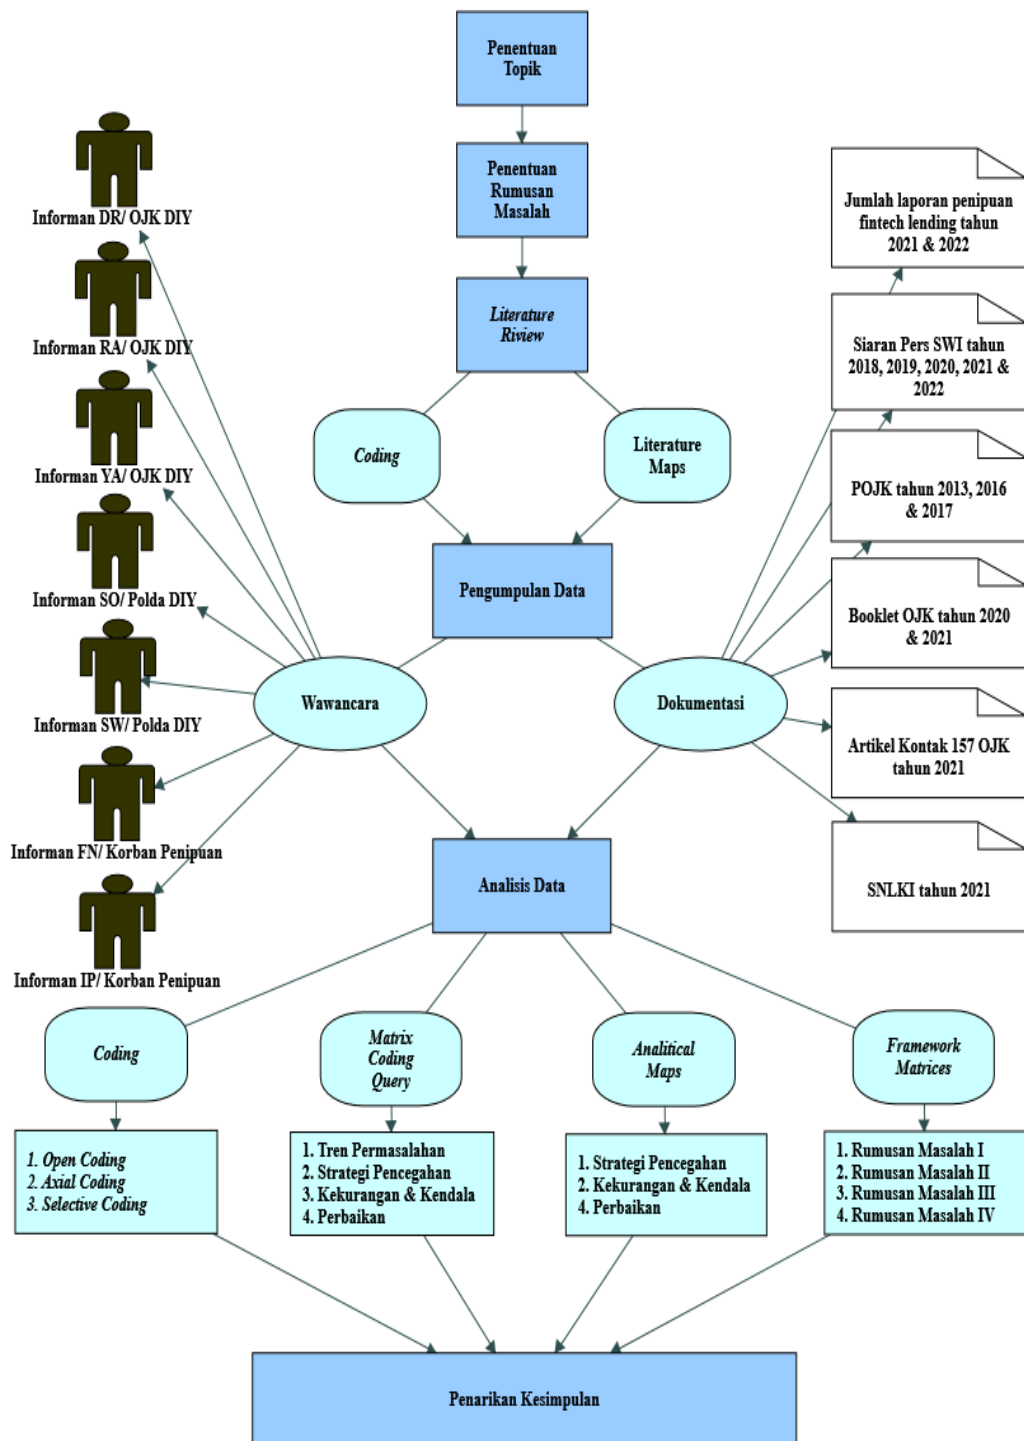 Penentuan
Topik
Penentuan
Rumusan
Masalah
Literature
Riview
Coding
Literature
Maps
Pengumpulan Data
Wawancara
Dokumentasi
Informan DR/ OJK DIY
Informan RA/ OJK DIY
Informan YA/ OJK DIY
Informan SO/ Polda DIY
Informan SW/ Polda DIY
Informan FN/ Korban Penipuan
Informan IP/ Korban Penipuan
Jumlah laporan penipuan
fintech lending tahun
2021 & 2022
Siaran Pers SWI tahun
2018, 2019, 2020, 2021 &
2022
POJK tahun 2013, 2016
& 2017
Booklet OJK tahun 2020
& 2021
Artikel Kontak 157 OJK
tahun 2021
SNLKI tahun 2021
Analisis Data
Coding
Matrix
Coding
Query
Analitical
Maps
Framework
Matrices
1. Open Coding
2. Axial Coding
3. Selective Coding
1. Tren Permasalahan
2. Strategi Pencegahan
3. Kekurangan & Kendala
4. Perbaikan
1. Strategi Pencegahan
2. Kekurangan & Kendala
4. Perbaikan
1. Rumusan Masalah I
2. Rumusan Masalah II
3. Rumusan Masalah III
4. Rumusan Masalah IV
Penarikan Kesimpulan